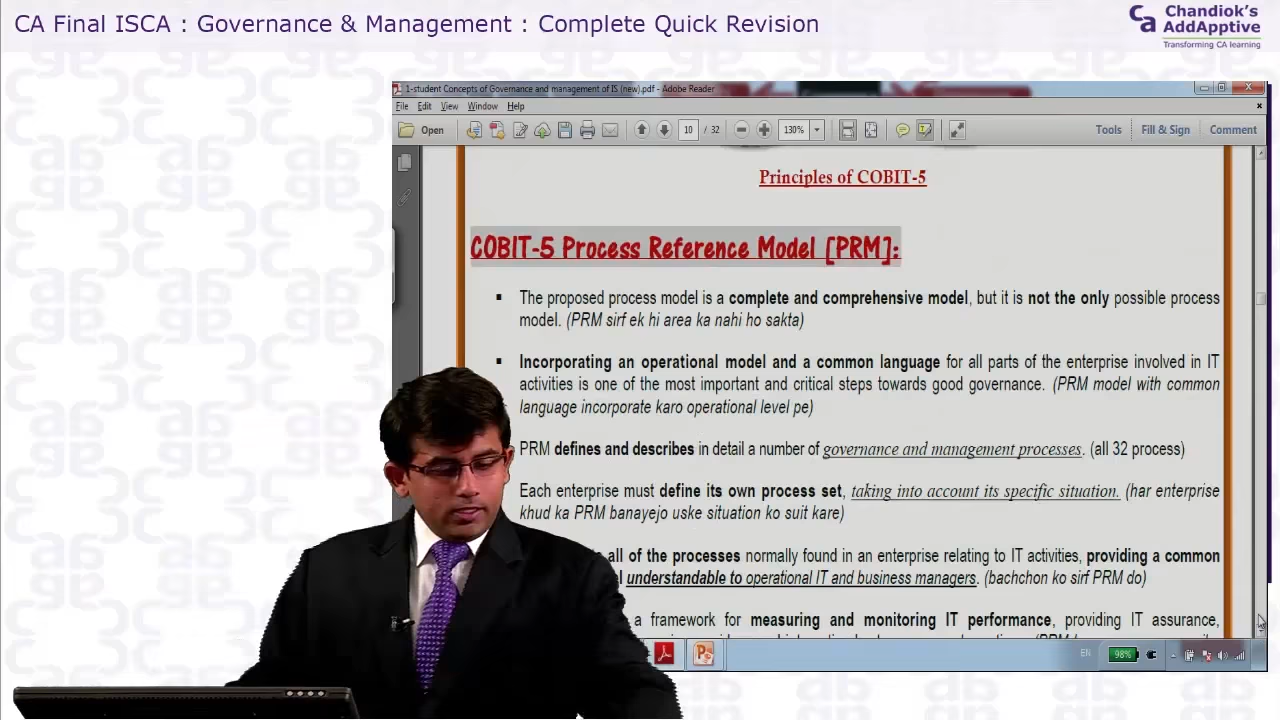 CA Final ISCA : Governance & Management : Complete Quick Revision
Chandiok's
AddApptive
Transforming CA learning
1-student Concepts of Governance and management of IS (new).pdf - Adobe Reader
File Edit View Window Help
Open 10 / 32 130% Tools Fill & Sign Comment
Principles of COBIT-5
COBIT-5 Process Reference Model [PRM]:
▪ The proposed process model is a complete and comprehensive model, but it is not the only possible process
model. (PRM sirf ek hi area ka nahi ho sakta)
▪ Incorporating an operational model and a common language for all parts of the enterprise involved in IT
activities is one of the most important and critical steps towards good governance. (PRM model with common
language incorporate karo operational level pe)
PRM defines and describes in detail a number of governance and management processes. (all 32 process)
Each enterprise must define its own process set, taking into account its specific situation. (har enterprise
khud ka PRM banayejo uske situation ko suit kare)
all of the processes normally found in an enterprise relating to IT activities, providing a common
understandable to operational IT and business managers. (bachchon ko sirf PRM do)
a framework for measuring and monitoring IT performance, providing IT assurance,
EN 98%